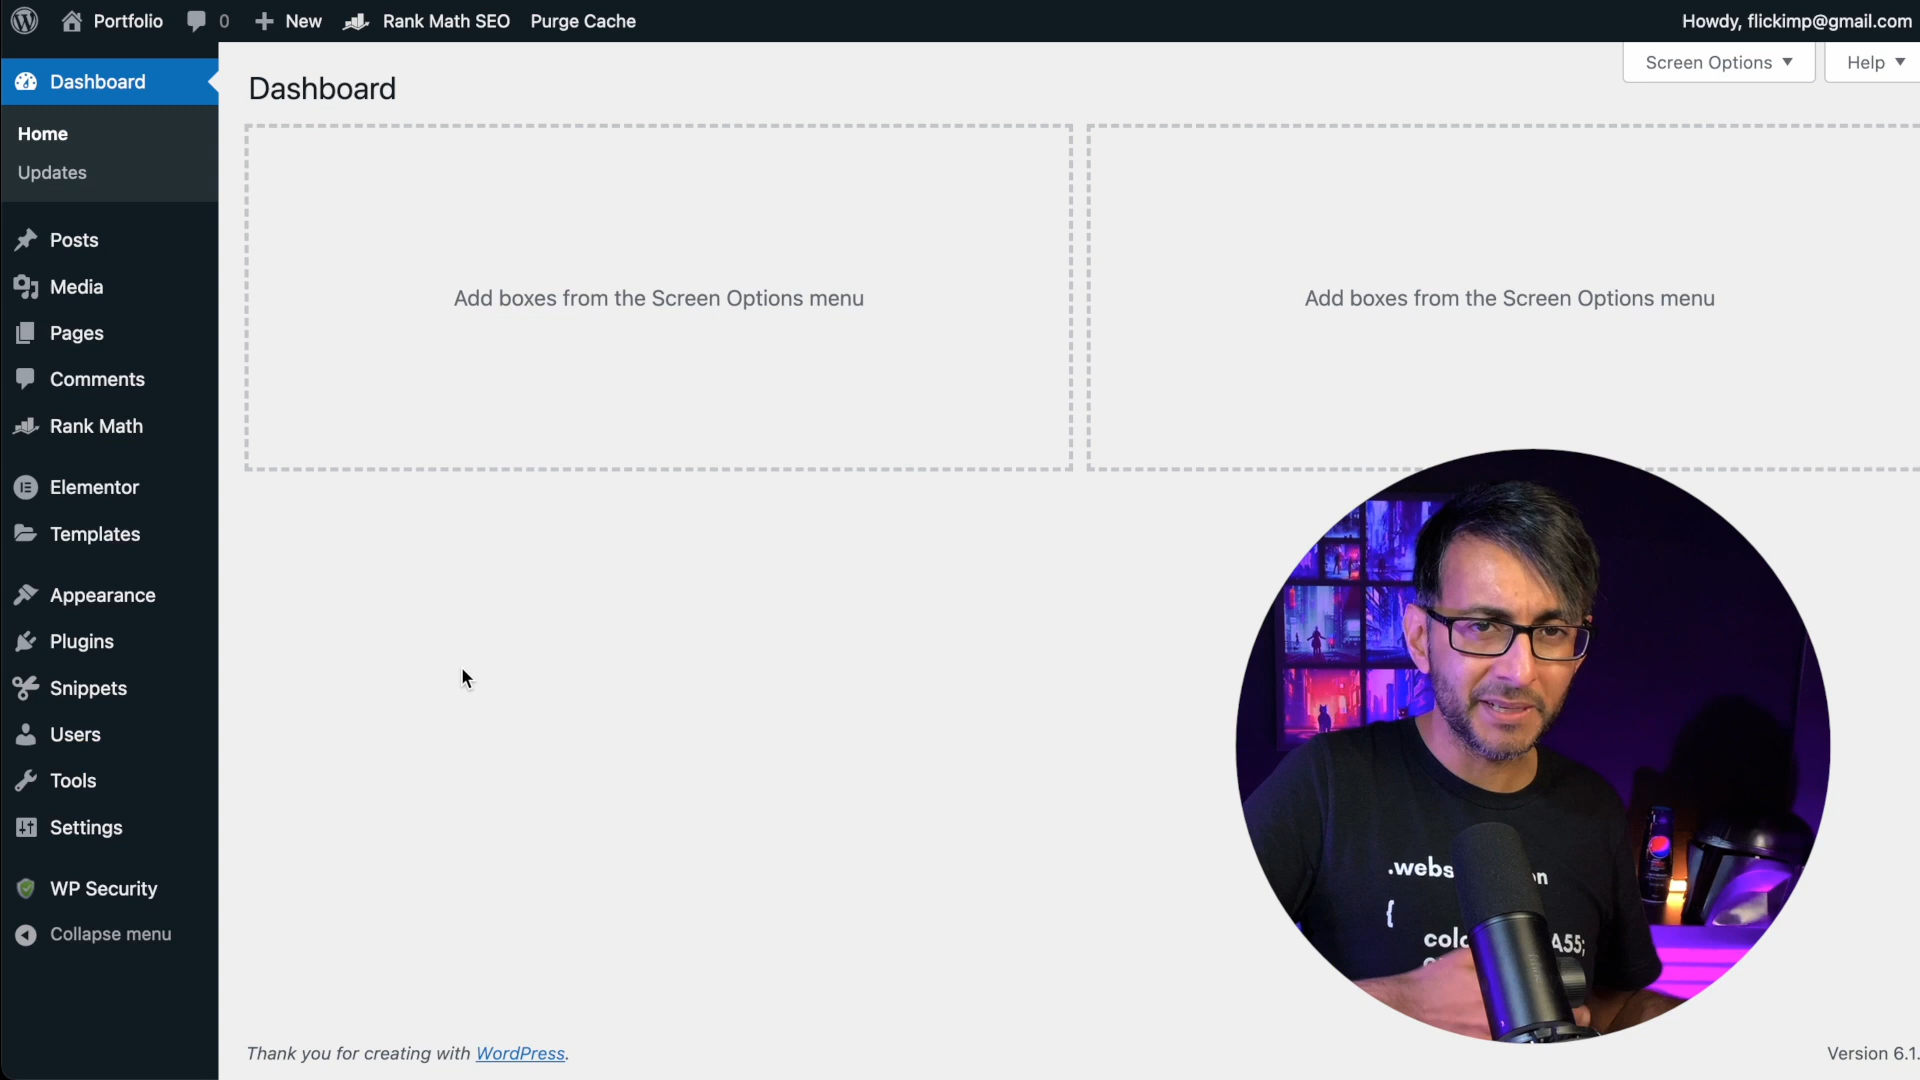 Portfolio 0 New Rank Math SEO Purge Cache Howdy, flickimp@gmail.com
Screen Options Help
Dashboard
Dashboard
Home
Updates
Posts
Media
Pages
Comments
Rank Math
Elementor
Templates
Appearance
Plugins
Snippets
Users
Tools
Settings
WP Security
Collapse menu
Add boxes from the Screen Options menu
Add boxes from the Screen Options menu
.webs
on
{
colo A55;
Thank you for creating with WordPress.
Version 6.1.